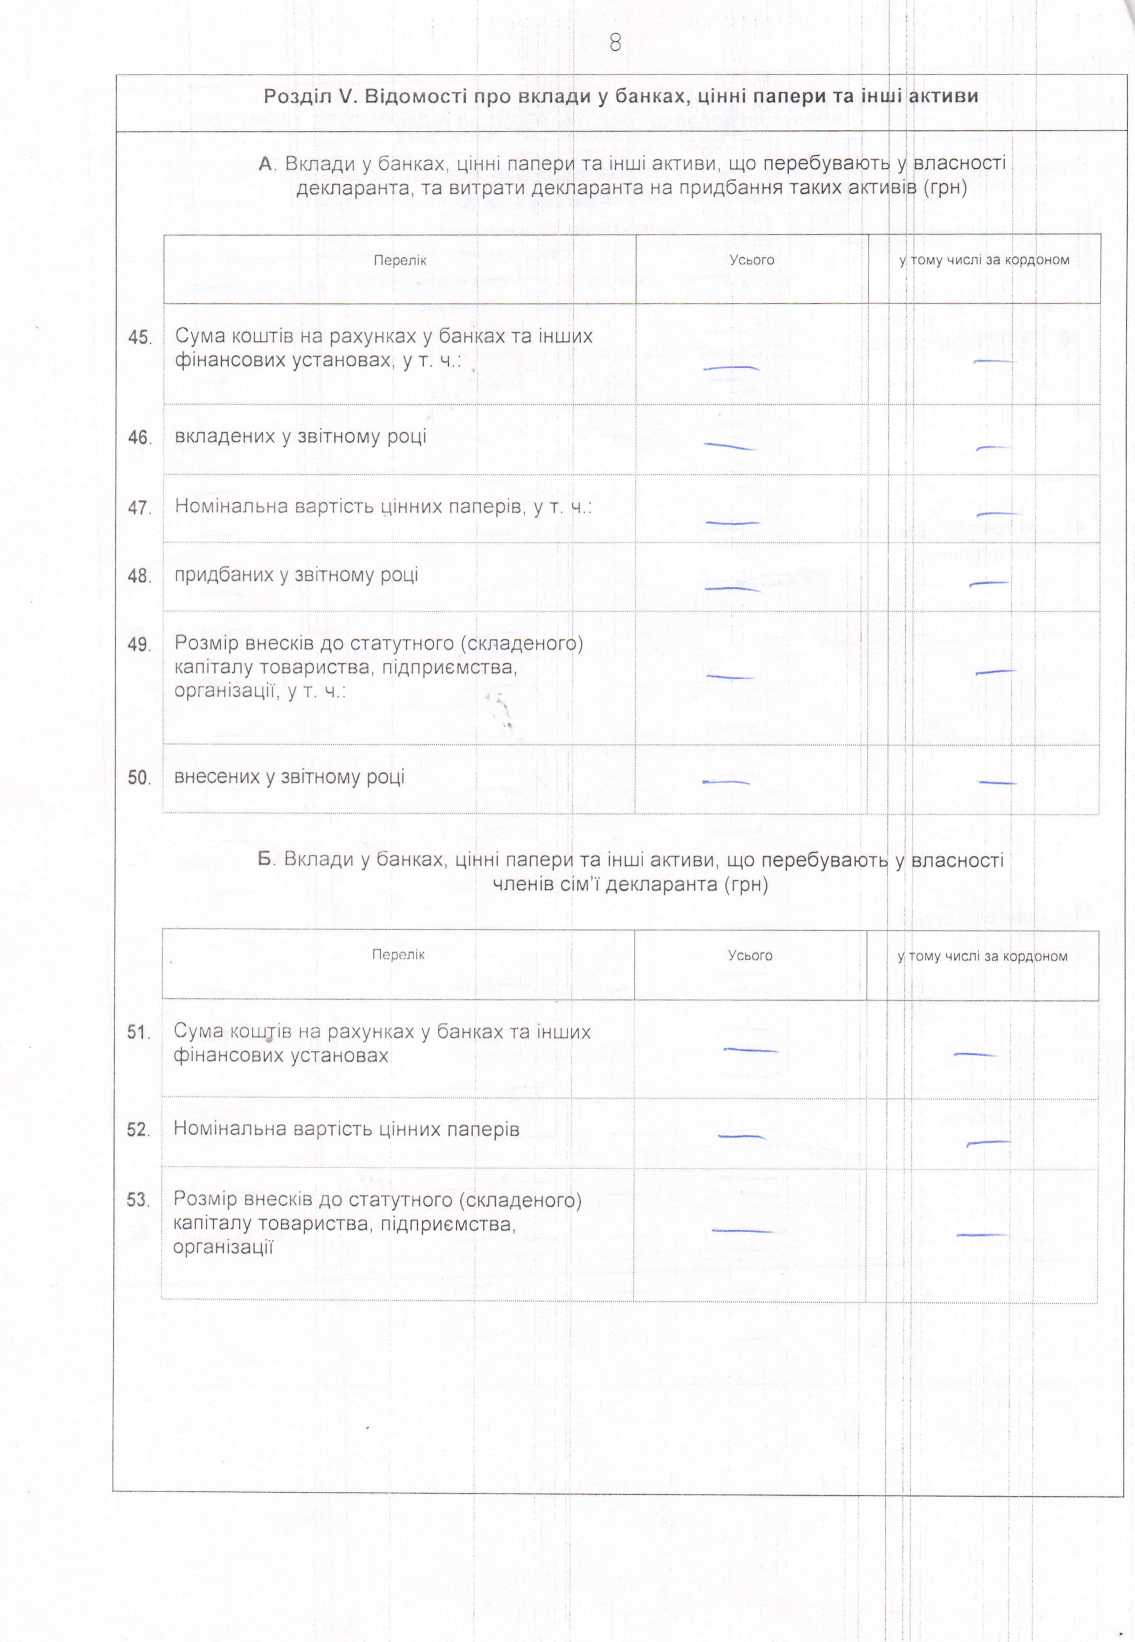 8
Розділ V. Відомості про вклади у банках, цінні папери та інші активи
А. Вклади у банках, цінні папери та інші активи, що перебувають у власності
декларанта, та витрати декларанта на придбання таких активів (грн)
Перелік Усього у тому числі за кордоном
45. Сума коштів на рахунках у банках та інших
фінансових установах, у т. ч.: — —
46. вкладених у звітному році — —
47. Номінальна вартість цінних паперів, у т. ч.: — —
48. придбаних у звітному році — —
49. Розмір внесків до статутного (складеного)
капіталу товариства, підприємства, — —
організації, у т. ч.:
50. внесених у звітному році — —
Б. Вклади у банках, цінні папери та інші активи, що перебувають у власності
членів сім'ї декларанта (грн)
Перелік Усього у тому числі за кордоном
51. Сума коштів на рахунках у банках та інших
фінансових установах — —
52. Номінальна вартість цінних паперів — —
53. Розмір внесків до статутного (складеного)
капіталу товариства, підприємства, — —
організації